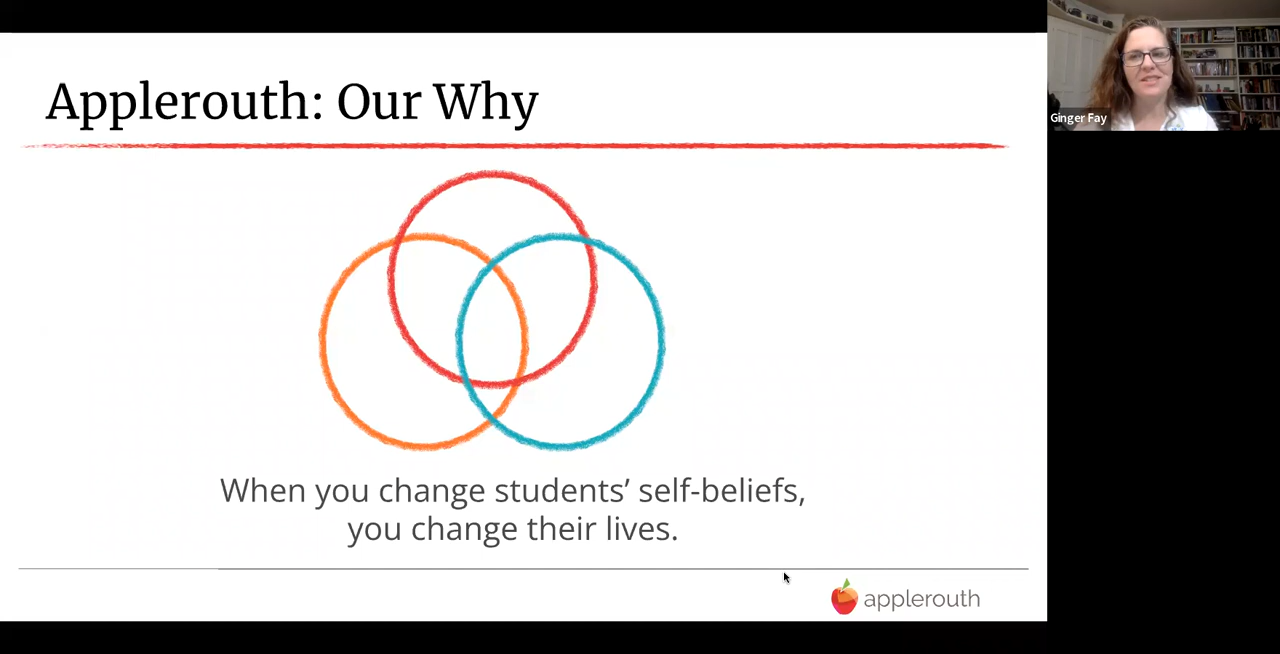 Applerouth: Our Why
Ginger Fay
When you change students’ self-beliefs,
you change their lives.
applerouth